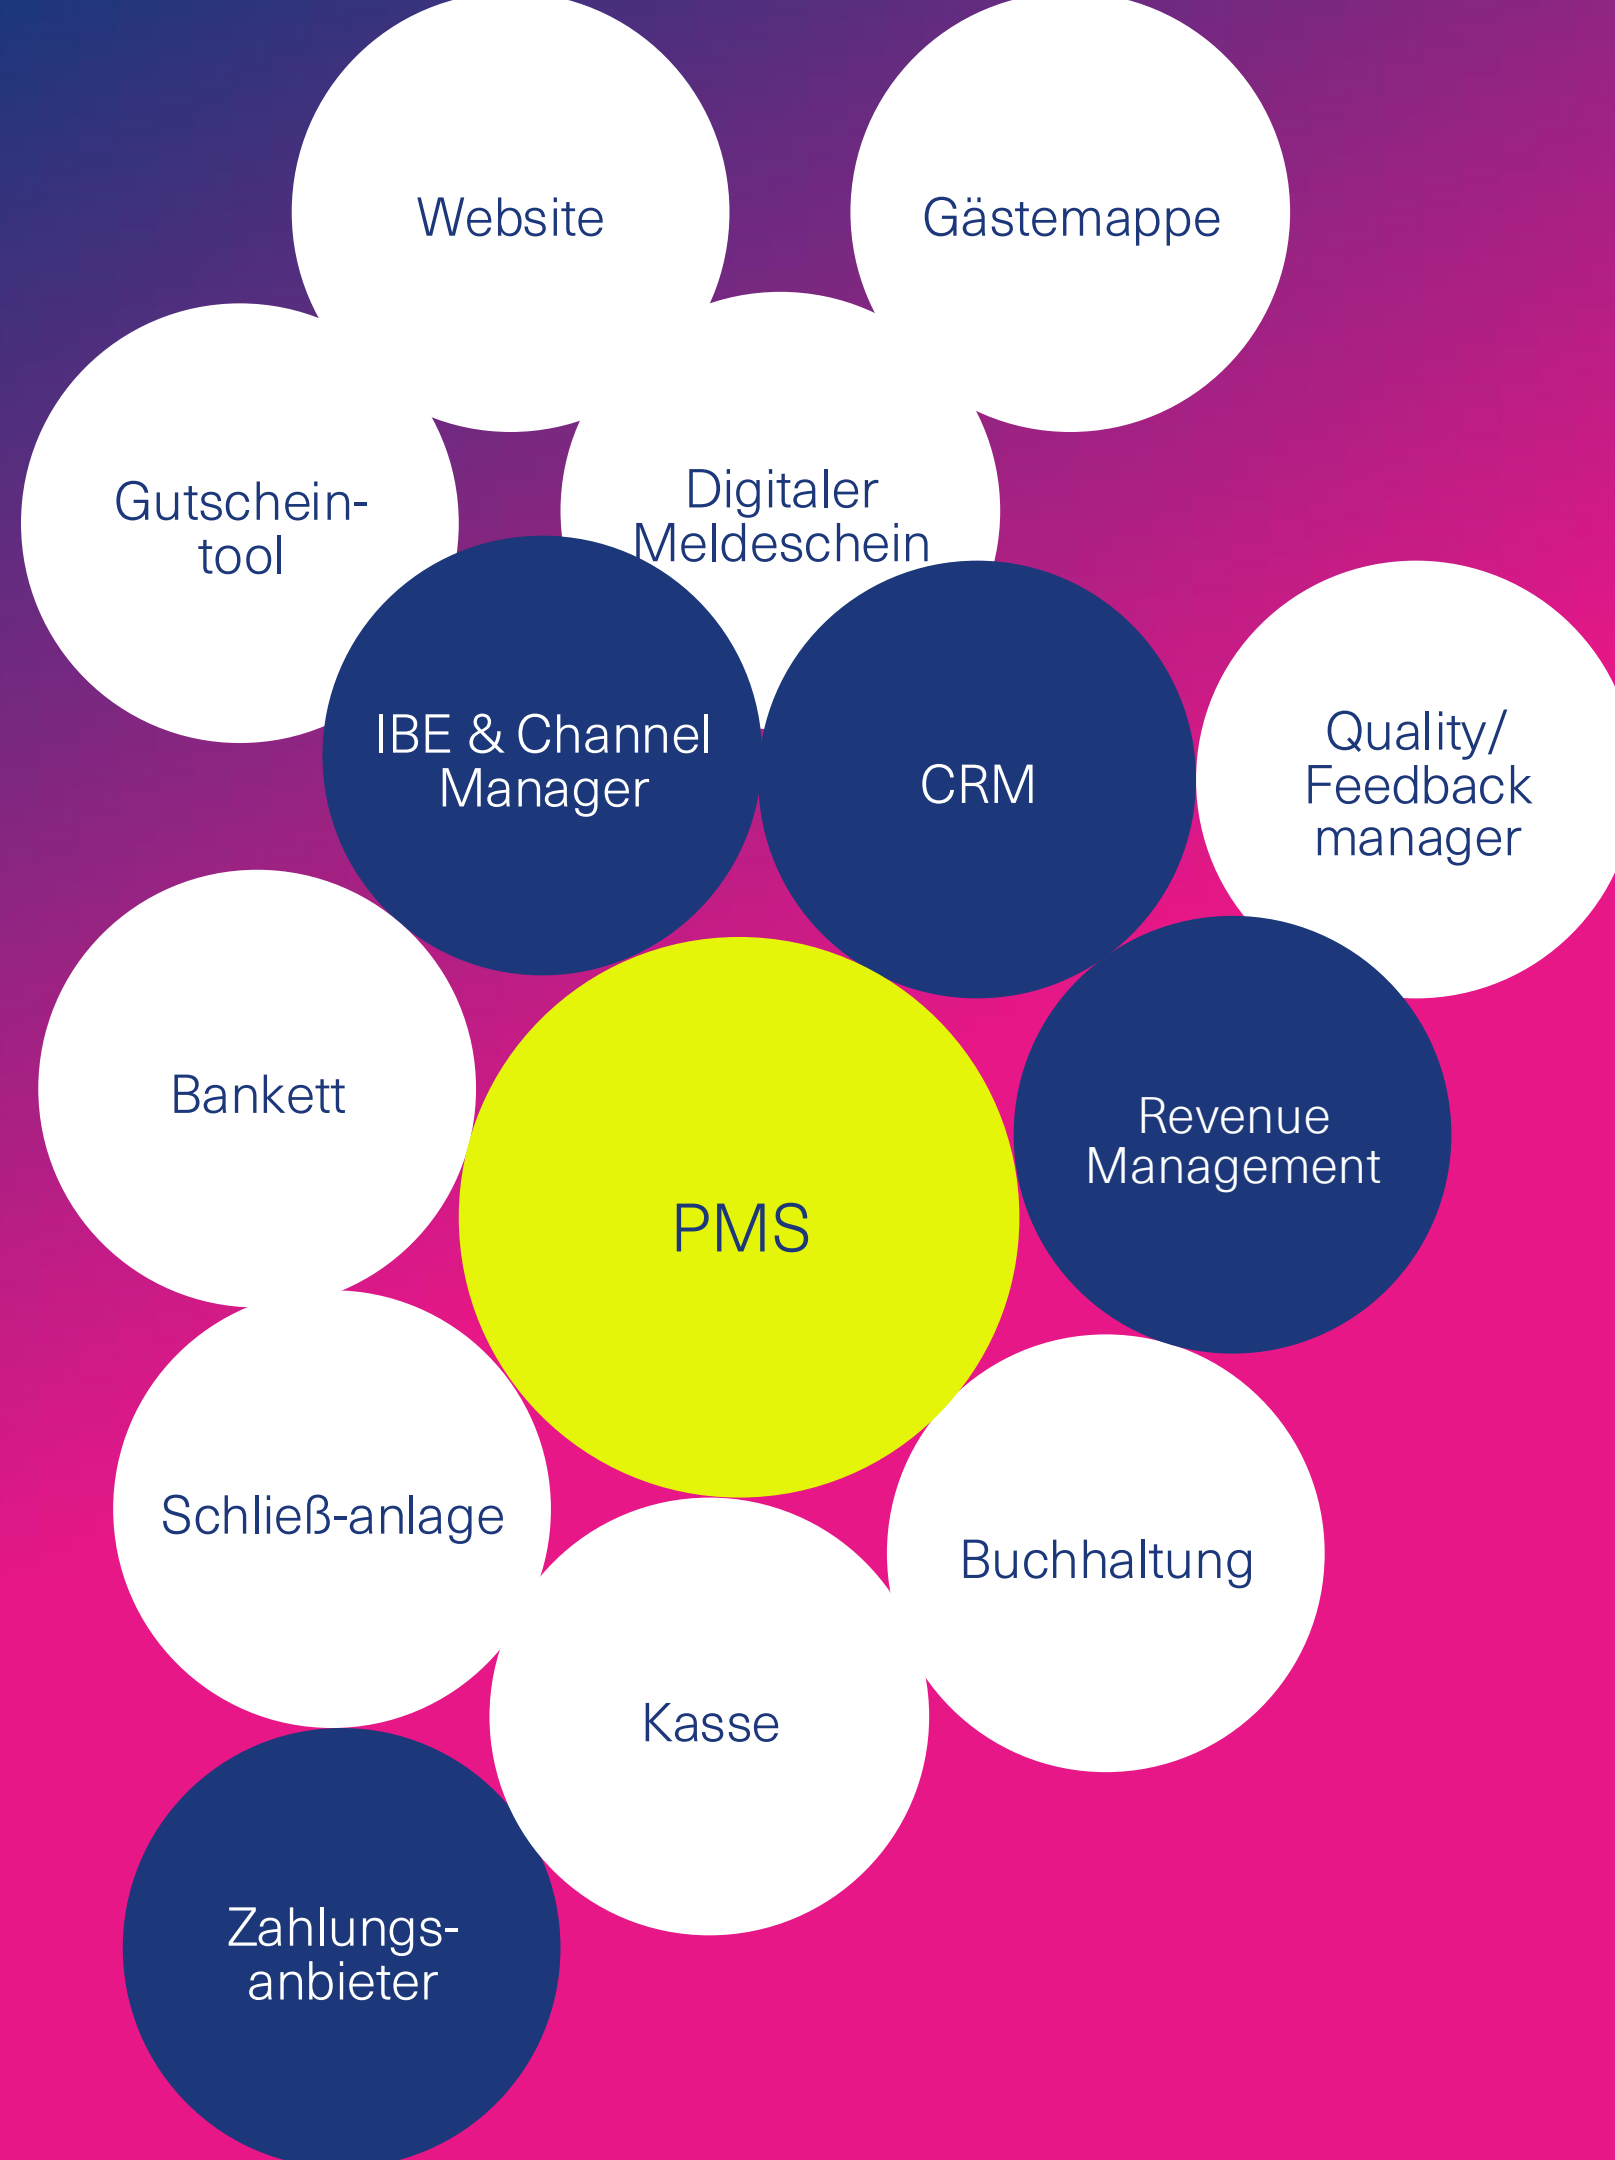 Website
Gästemappe
Gutschein-
tool
Digitaler
Meldeschein
IBE & Channel
Manager
CRM
Quality/
Feedback
manager
Bankett
PMS
Revenue
Management
Schließ-anlage
Buchhaltung
Kasse
Zahlungs-
anbieter